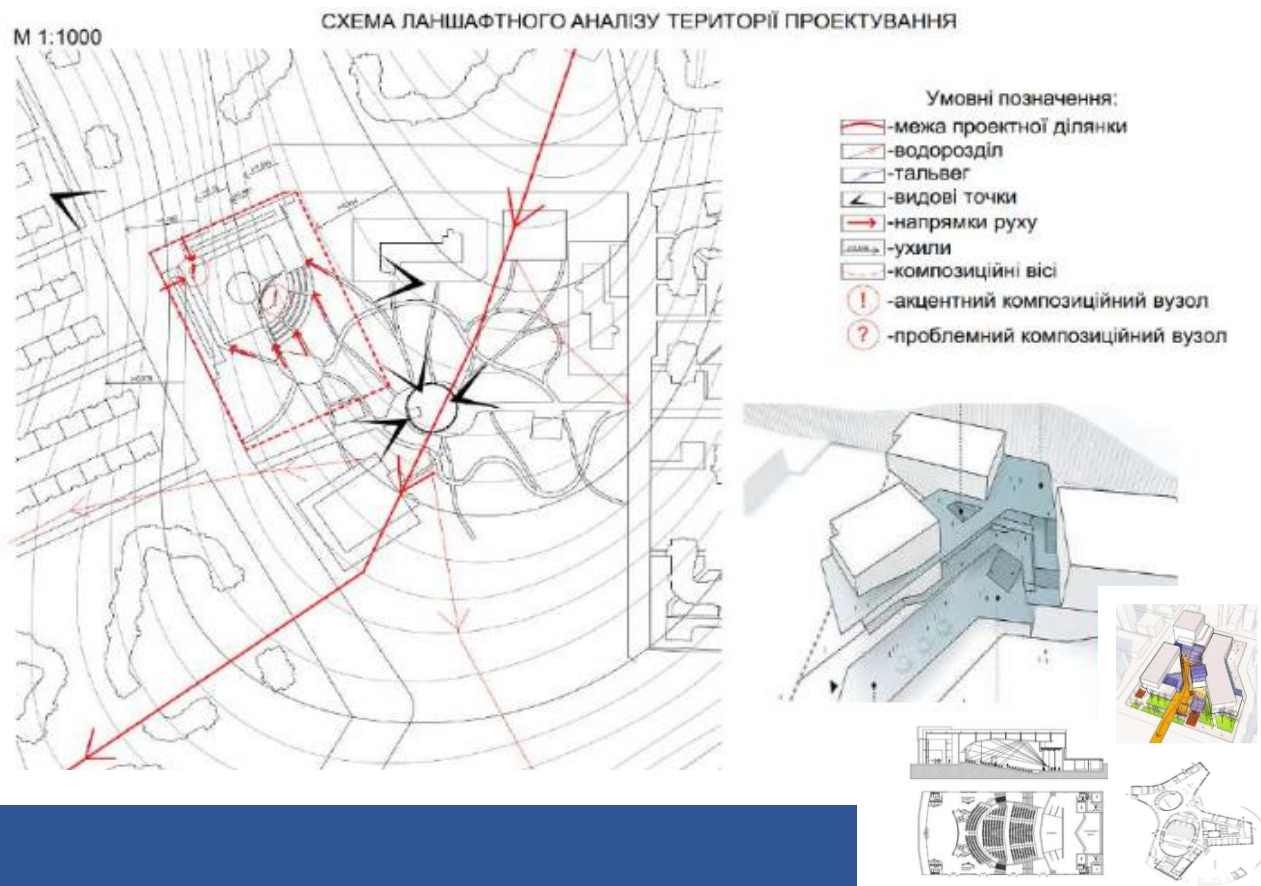 СХЕМА ЛАНШАФТНОГО АНАЛІЗУ ТЕРИТОРІЇ ПРОЕКТУВАННЯ
М 1:1000
Умовні позначення:
-межа проектної ділянки
-водорозділ
-тальвег
-видові точки
-напрямки руху
-ухили
-композиційні вісі
! -акцентний композиційний вузол
? -проблемний композиційний вузол